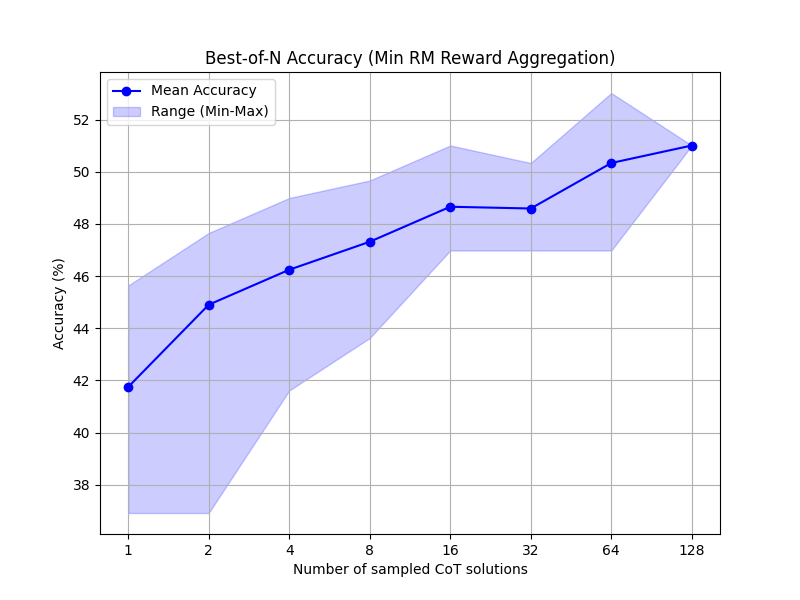 Best-of-N Accuracy (Min RM Reward Aggregation)
Mean Accuracy
Range (Min-Max)
Accuracy (%)
52
50
48
46
44
42
40
38
1 2 4 8 16 32 64 128
Number of sampled CoT solutions